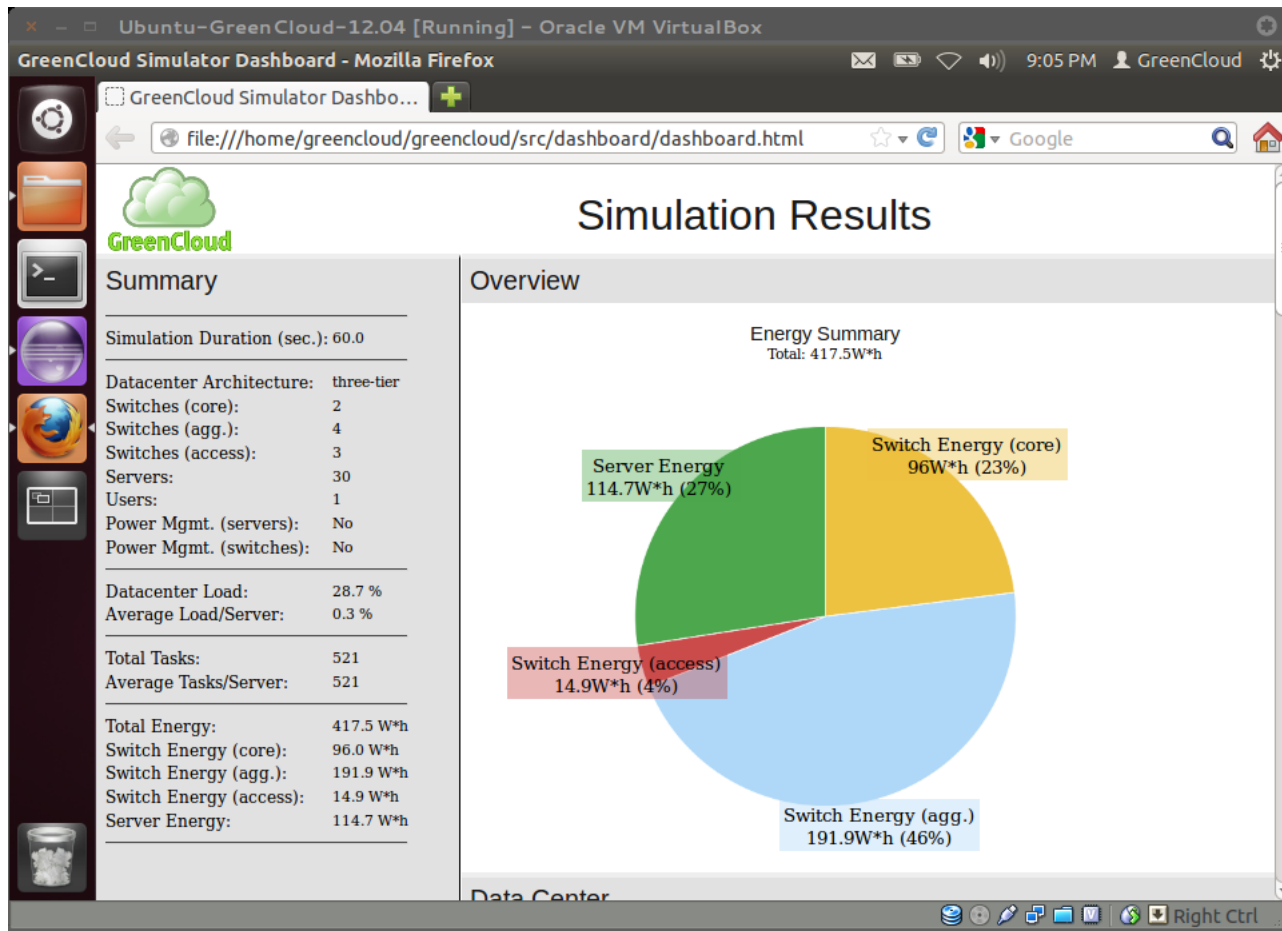 Ubuntu-GreenCloud-12.04 [Running] - Oracle VM VirtualBox
GreenCloud Simulator Dashboard - Mozilla Firefox
9:05 PM GreenCloud
GreenCloud Simulator Dashbo...
file:///home/greencloud/greencloud/src/dashboard/dashboard.html
Google
GreenCloud
Simulation Results
Summary
Simulation Duration (sec.): 60.0
Datacenter Architecture: three-tier
Switches (core): 2
Switches (agg.): 4
Switches (access): 3
Servers: 30
Users: 1
Power Mgmt. (servers): No
Power Mgmt. (switches): No
Datacenter Load: 28.7 %
Average Load/Server: 0.3 %
Total Tasks: 521
Average Tasks/Server: 521
Total Energy: 417.5 W*h
Switch Energy (core): 96.0 W*h
Switch Energy (agg.): 191.9 W*h
Switch Energy (access): 14.9 W*h
Server Energy: 114.7 W*h
Overview
Energy Summary
Total: 417.5W*h
Switch Energy (core)
96W*h (23%)
Server Energy
114.7W*h (27%)
Switch Energy (access)
14.9W*h (4%)
Switch Energy (agg.)
191.9W*h (46%)
Data Center
Right Ctrl